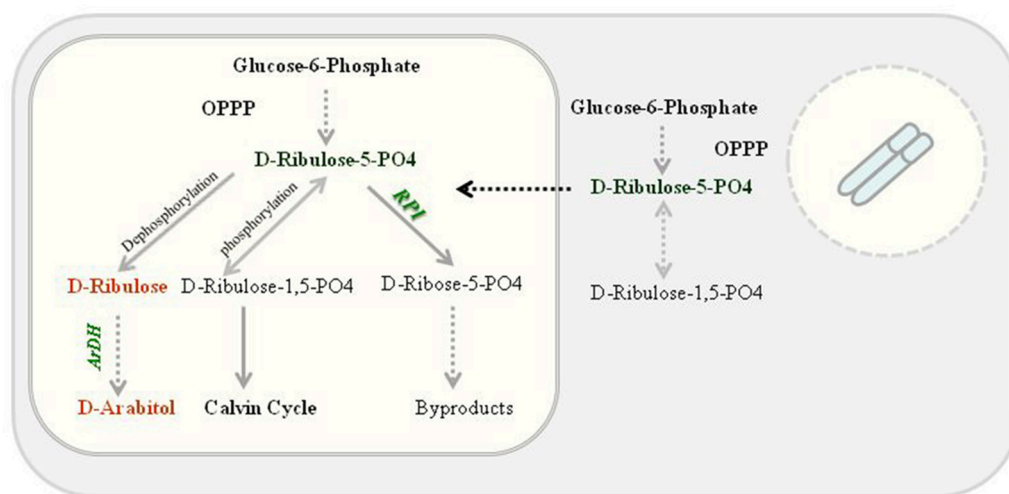 Glucose-6-Phosphate
OPPP
D-Ribulose-5-PO4
Dephosphorylation
phosphorylation
RPI
D-Ribulose
D-Ribulose-1,5-PO4
D-Ribose-5-PO4
ArDH
D-Arabitol
Calvin Cycle
Byproducts
Glucose-6-Phosphate
OPPP
D-Ribulose-5-PO4
D-Ribulose-1,5-PO4